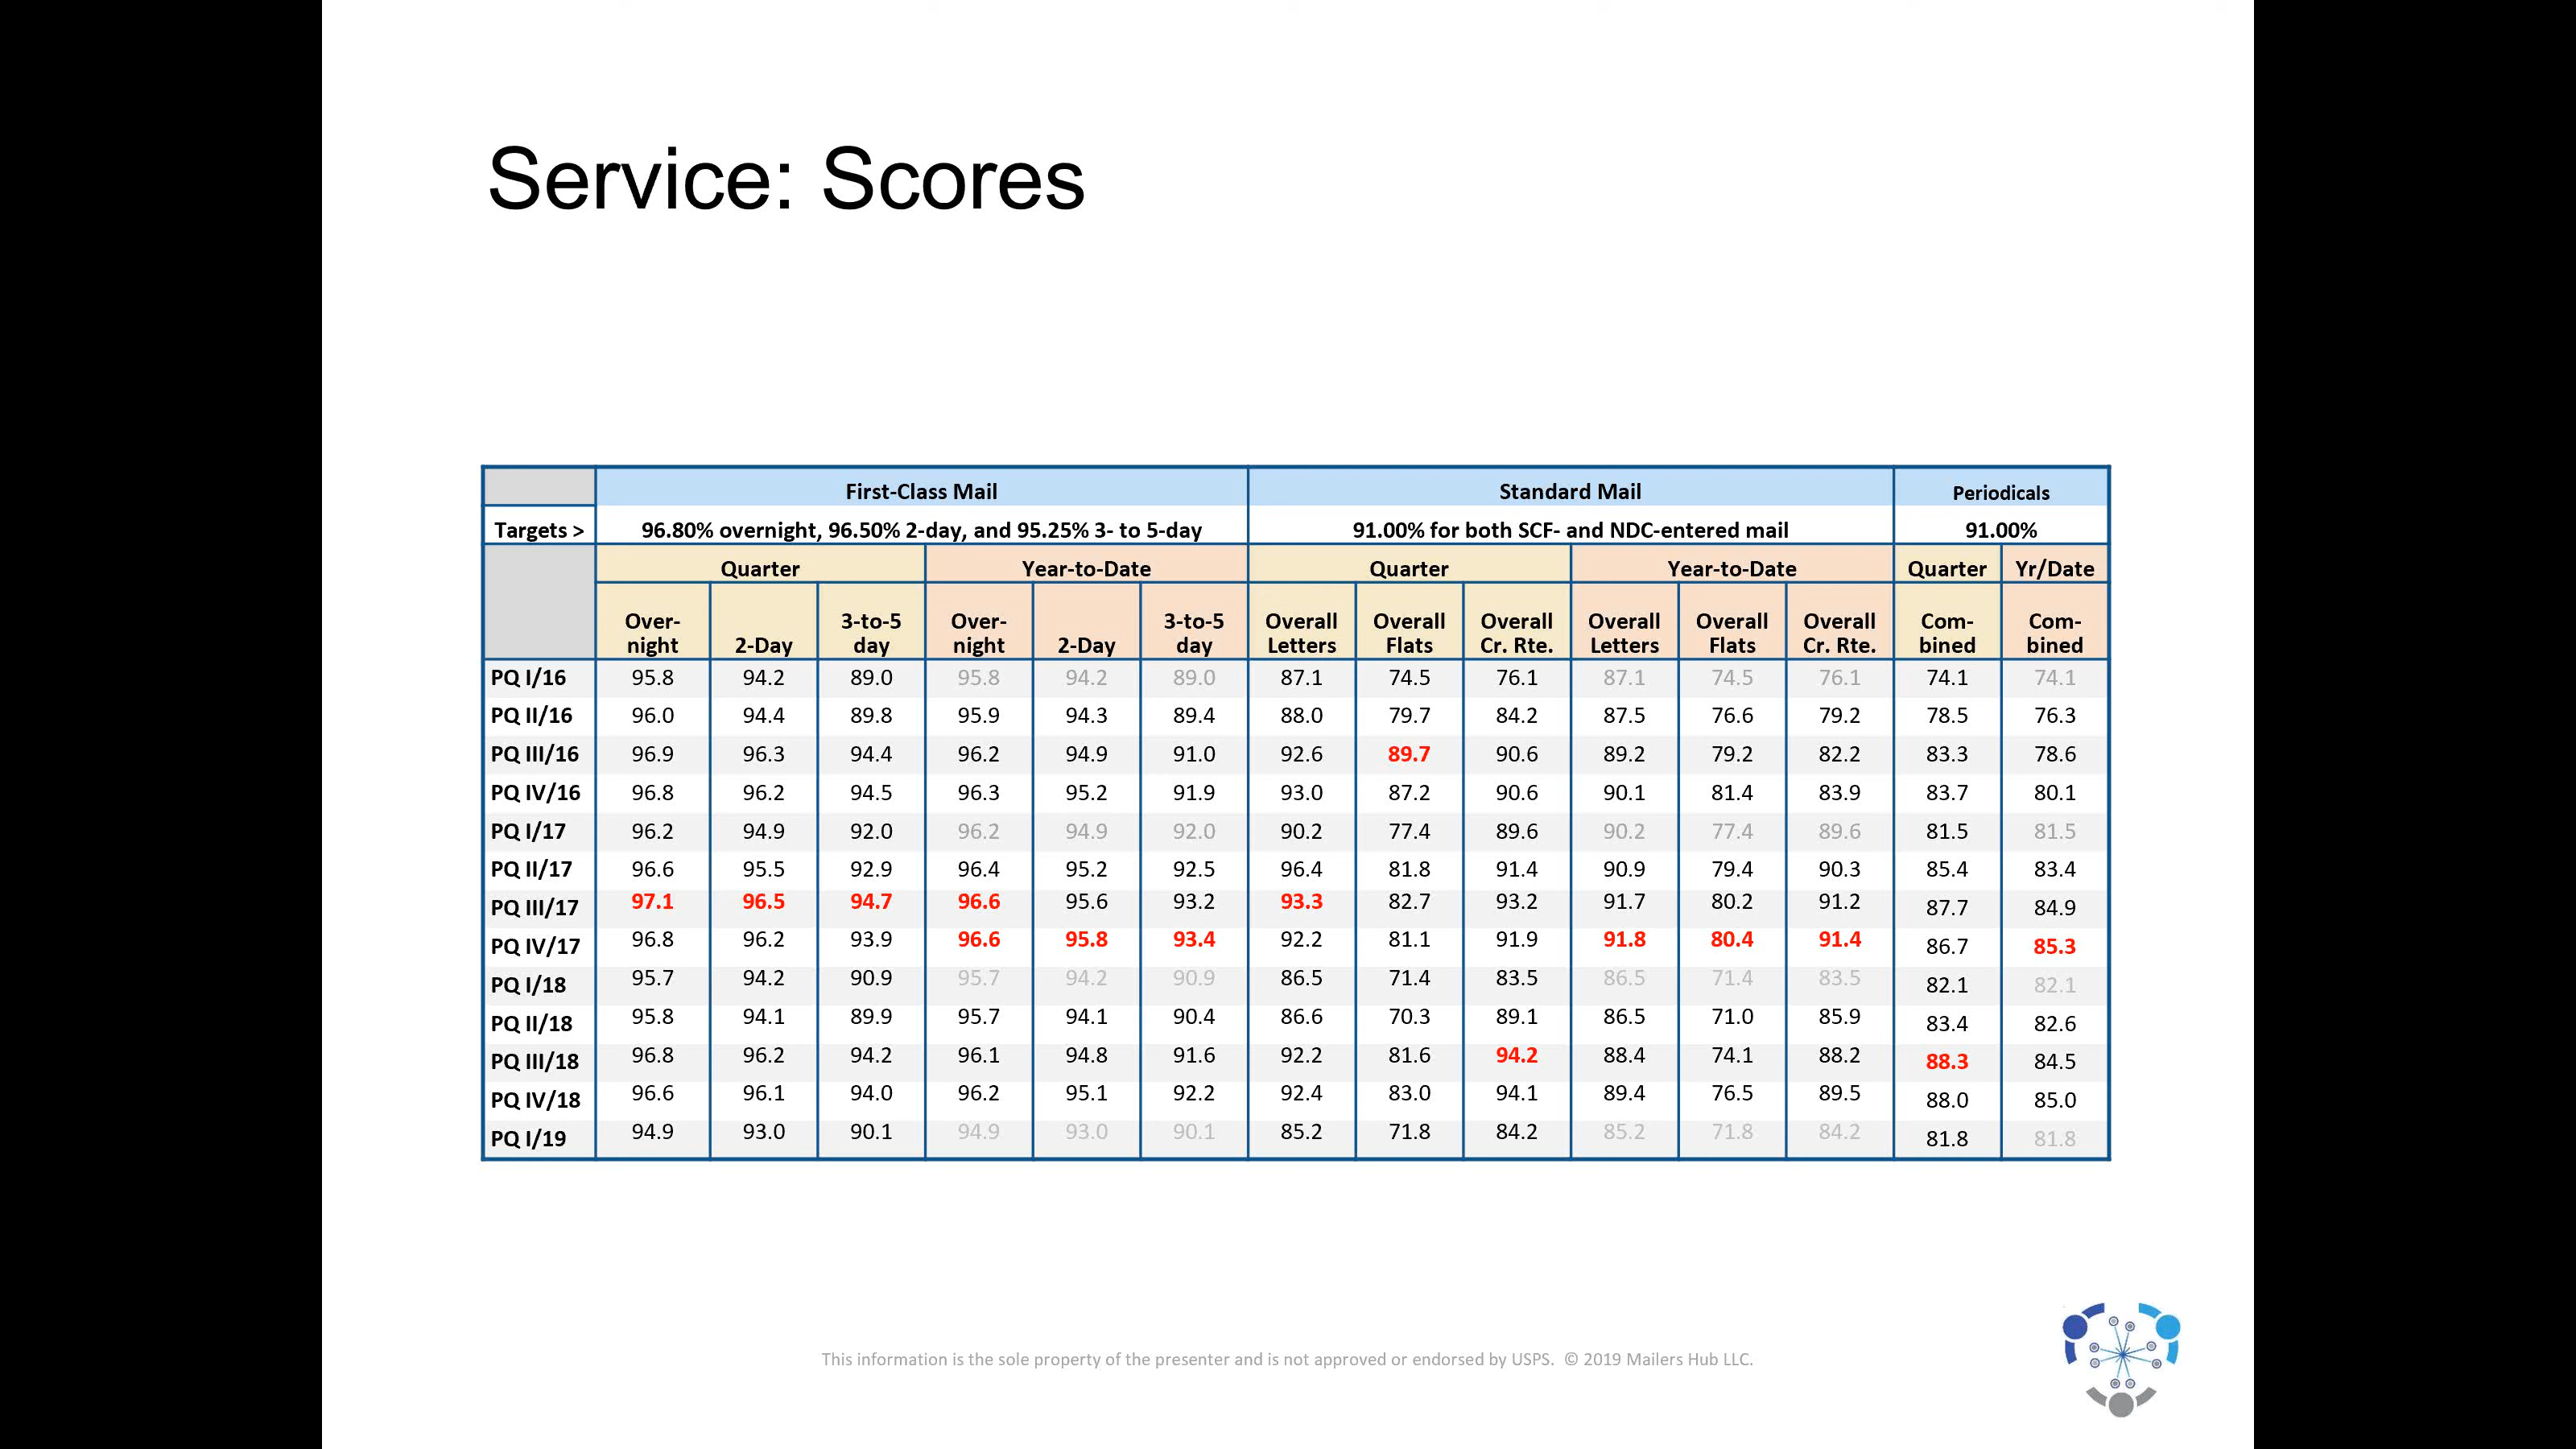 Service: Scores
First-Class Mail Standard Mail Periodicals
Targets > 96.80% overnight, 96.50% 2-day, and 95.25% 3- to 5-day 91.00% for both SCF- and NDC-entered mail 91.00%
Quarter Year-to-Date Quarter Year-to-Date Quarter Yr/Date
Over- 3-to-5 Over- 3-to-5 Overall Overall Overall Overall Overall Overall Com- Com-
night 2-Day day night 2-Day day Letters Flats Cr. Rte. Letters Flats Cr. Rte. bined bined
PQ I/16 95.8 94.2 89.0 95.8 94.2 89.0 87.1 74.5 76.1 87.1 74.5 76.1 74.1 74.1
PQ II/16 96.0 94.4 89.8 95.9 94.3 89.4 88.0 79.7 84.2 87.5 76.6 79.2 78.5 76.3
PQ III/16 96.9 96.3 94.4 96.2 94.9 91.0 92.6 89.7 90.6 89.2 79.2 82.2 83.3 78.6
PQ IV/16 96.8 96.2 94.5 96.3 95.2 91.9 93.0 87.2 90.6 90.1 81.4 83.9 83.7 80.1
PQ I/17 96.2 94.9 92.0 96.2 94.9 92.0 90.2 77.4 89.6 90.2 77.4 89.6 81.5 81.5
PQ II/17 96.6 95.5 92.9 96.4 95.2 92.5 96.4 81.8 91.4 90.9 79.4 90.3 85.4 83.4
PQ III/17 97.1 96.5 94.7 96.6 95.6 93.2 93.3 82.7 93.2 91.7 80.2 91.2 87.7 84.9
PQ IV/17 96.8 96.2 93.9 96.6 95.8 93.4 92.2 81.1 91.9 91.8 80.4 91.4 86.7 85.3
PQ I/18 95.7 94.2 90.9 95.7 94.2 90.9 86.5 71.4 83.5 86.5 71.4 83.5 82.1 82.1
PQ II/18 95.8 94.1 89.9 95.7 94.1 90.4 86.6 70.3 89.1 86.5 71.0 85.9 83.4 82.6
PQ III/18 96.8 96.2 94.2 96.1 94.8 91.6 92.2 81.6 94.2 88.4 74.1 88.2 88.3 84.5
PQ IV/18 96.6 96.1 94.0 96.2 95.1 92.2 92.4 83.0 94.1 89.4 76.5 89.5 88.0 85.0
PQ I/19 94.9 93.0 90.1 94.9 93.0 90.1 85.2 71.8 84.2 85.2 71.8 84.2 81.8 81.8
This information is the sole property of the presenter and is not approved or endorsed by USPS. © 2019 Mailers Hub LLC.